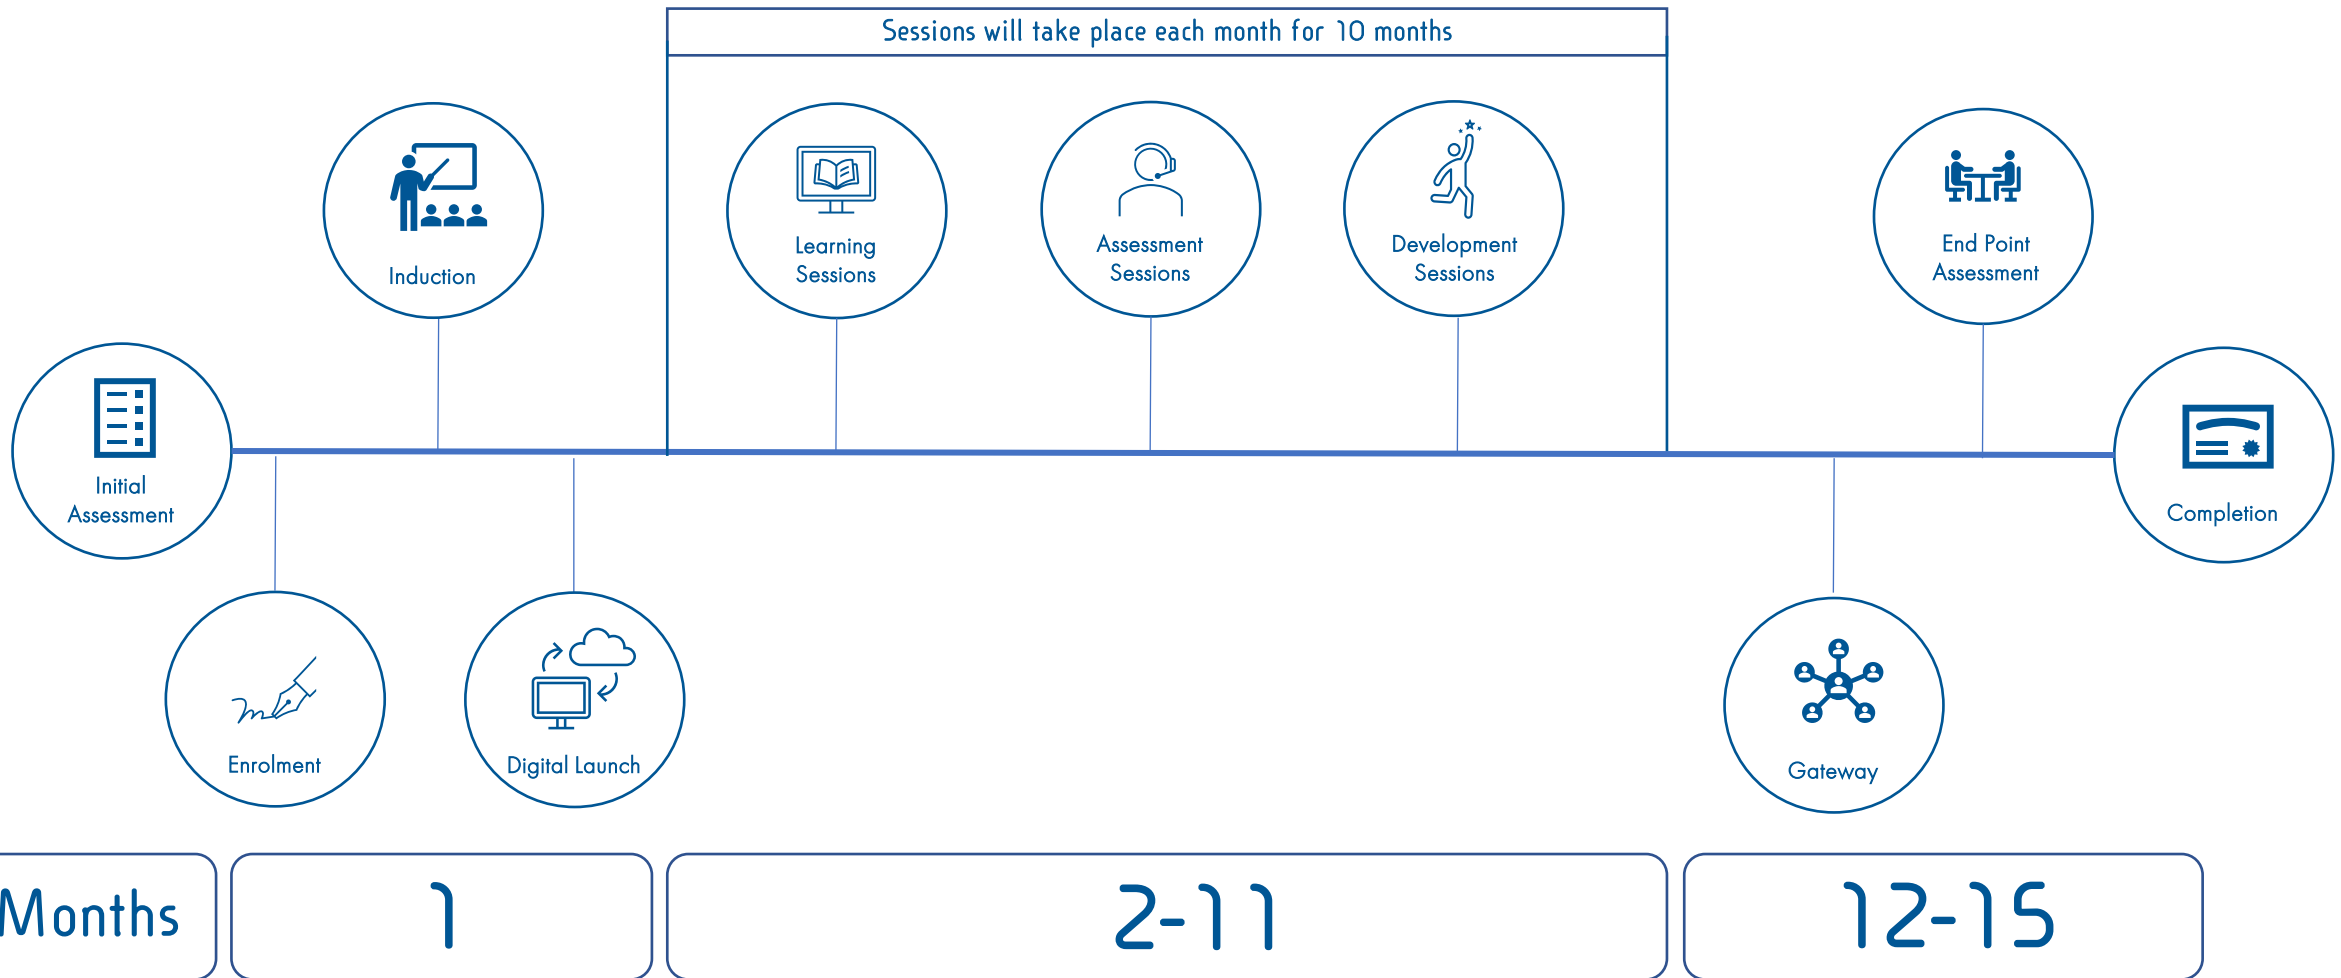 Sessions will take place each month for 10 months
Induction
Learning
Sessions
Assessment
Sessions
Development
Sessions
End Point
Assessment
Initial
Assessment
Completion
Enrolment
Digital Launch
Gateway
Months
1
2-11
12-15